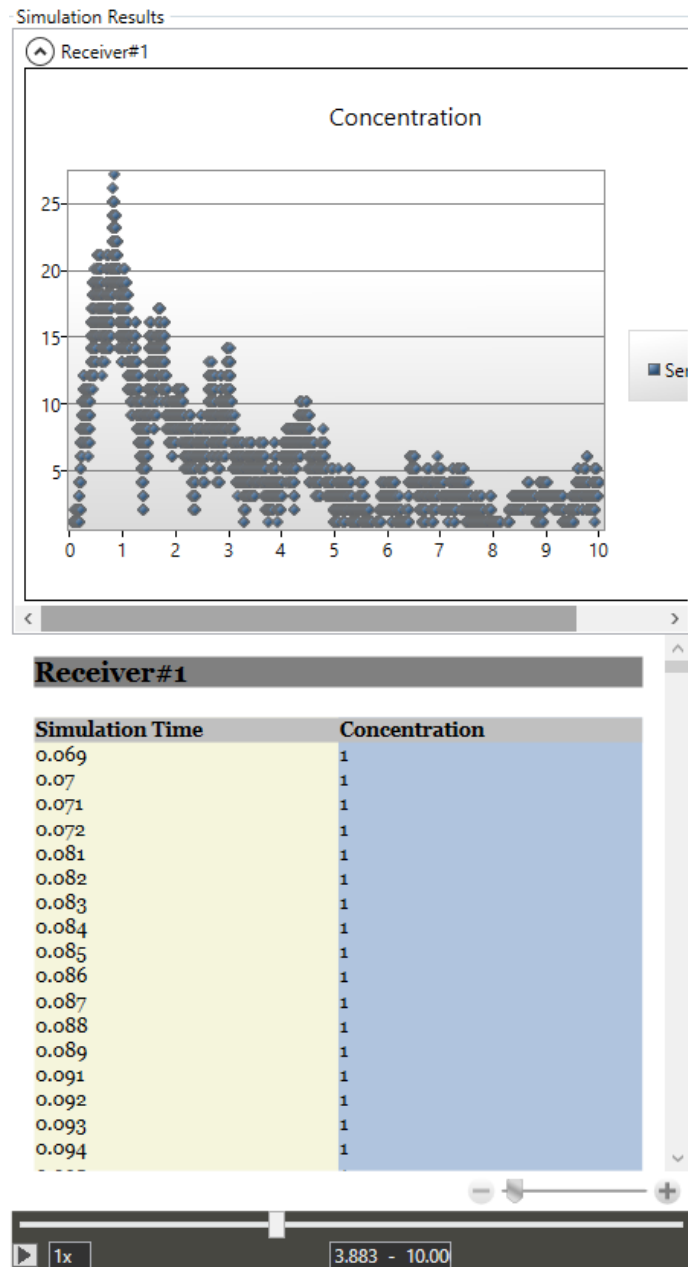 Simulation Results
Receiver#1
Concentration
25
20
15
10
5
0 1 2 3 4 5 6 7 8 9 10
Ser
Receiver#1
Simulation Time Concentration
0.069 1
0.07 1
0.071 1
0.072 1
0.081 1
0.082 1
0.083 1
0.084 1
0.085 1
0.086 1
0.087 1
0.088 1
0.089 1
0.091 1
0.092 1
0.093 1
0.094 1
1x 3.883 - 10.00